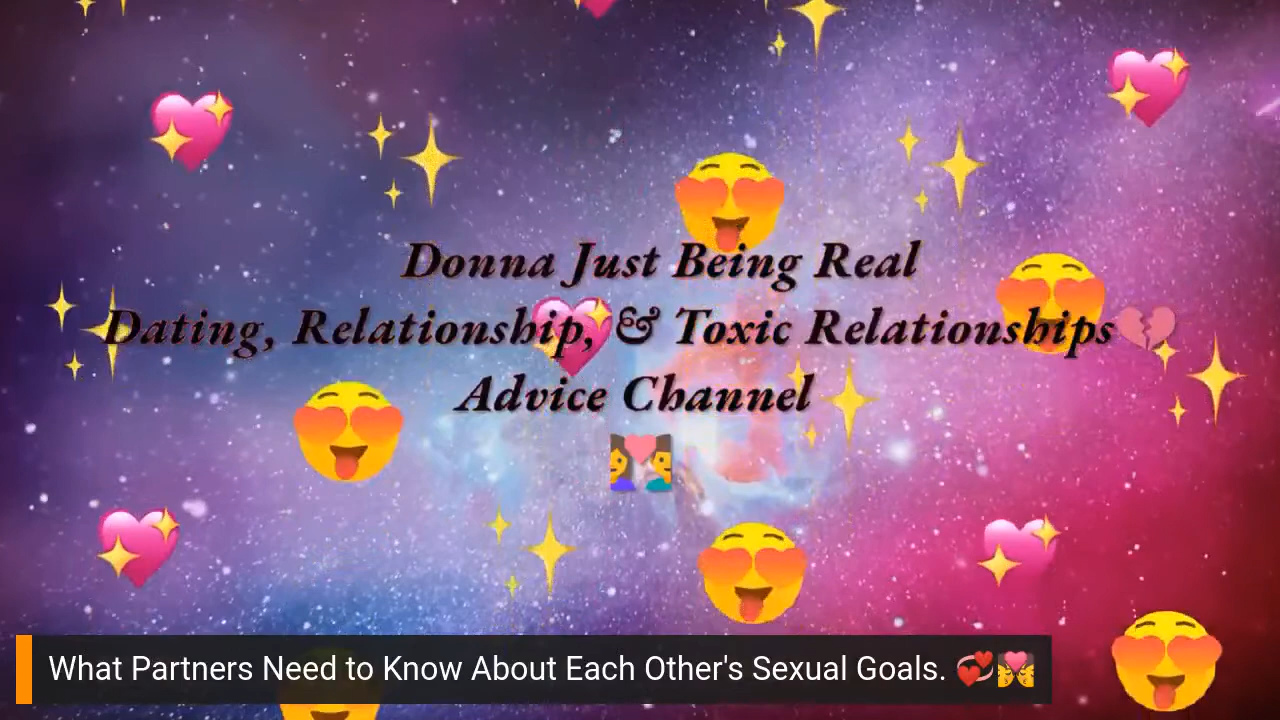 Donna Just Being Real
Dating, Relationship, & Toxic Relationships💔
Advice Channel
👩‍❤️‍👨
What Partners Need to Know About Each Other's Sexual Goals. 💞💏